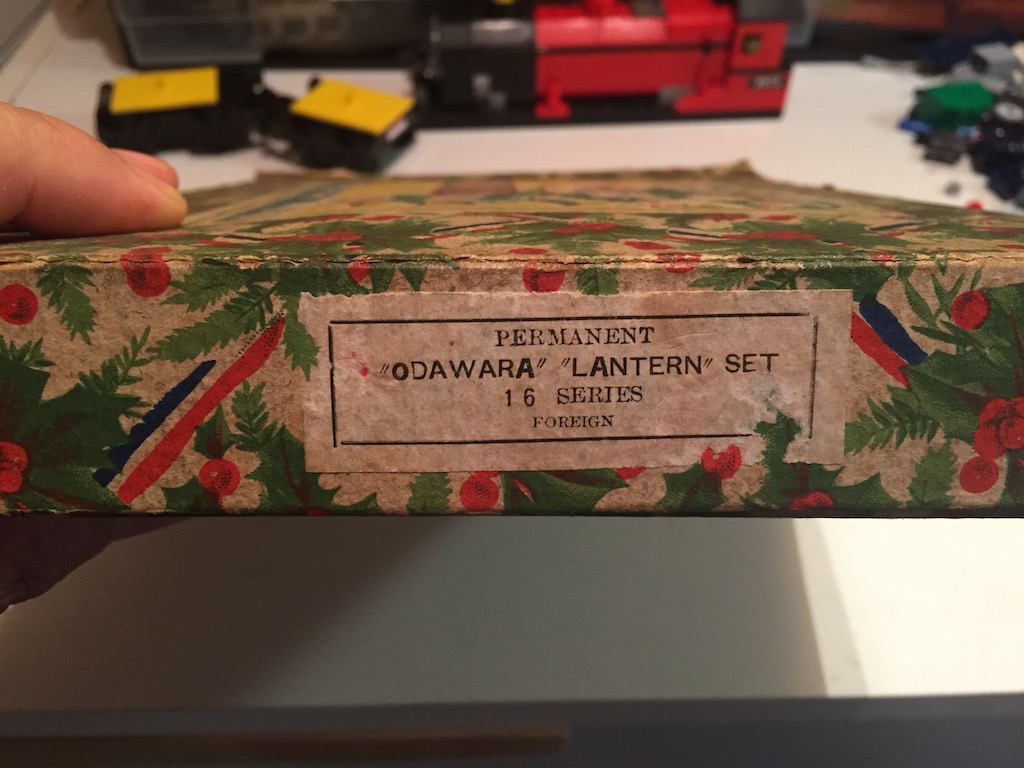 PERMANENT
"ODAWARA" "LANTERN" SET
16 SERIES
FOREIGN